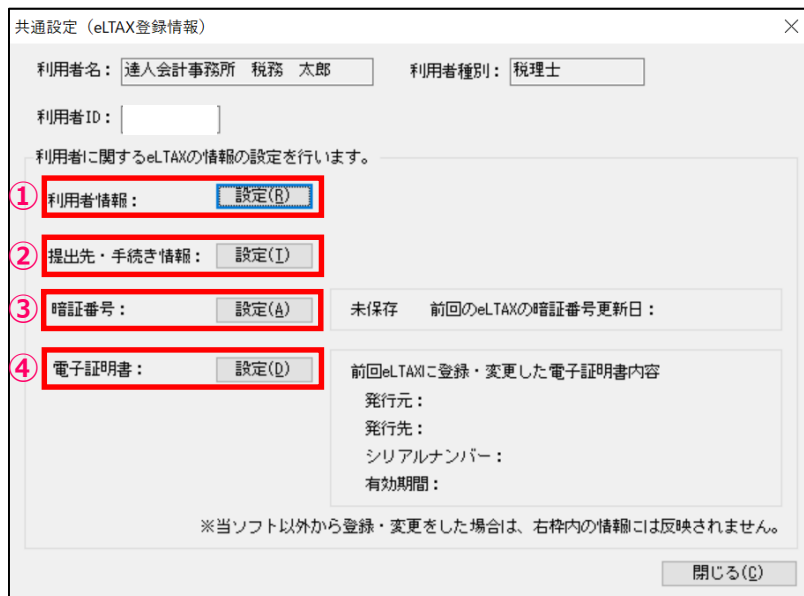 共通設定（eLTAX登録情報）
利用者名： 達人会計事務所　税務　太郎　利用者種別： 税理士
利用者ID：
利用者に関するeLTAXの情報の設定を行います。
① 利用者情報： 設定(R)
② 提出先・手続き情報： 設定(T)
③ 暗証番号： 設定(A) 未保存　前回のeLTAXの暗証番号更新日：
④ 電子証明書： 設定(D) 前回eLTAXに登録・変更した電子証明書内容
発行元：
発行先：
シリアルナンバー：
有効期間：
※当ソフト以外から登録・変更をした場合は、右枠内の情報には反映されません。
閉じる(C)